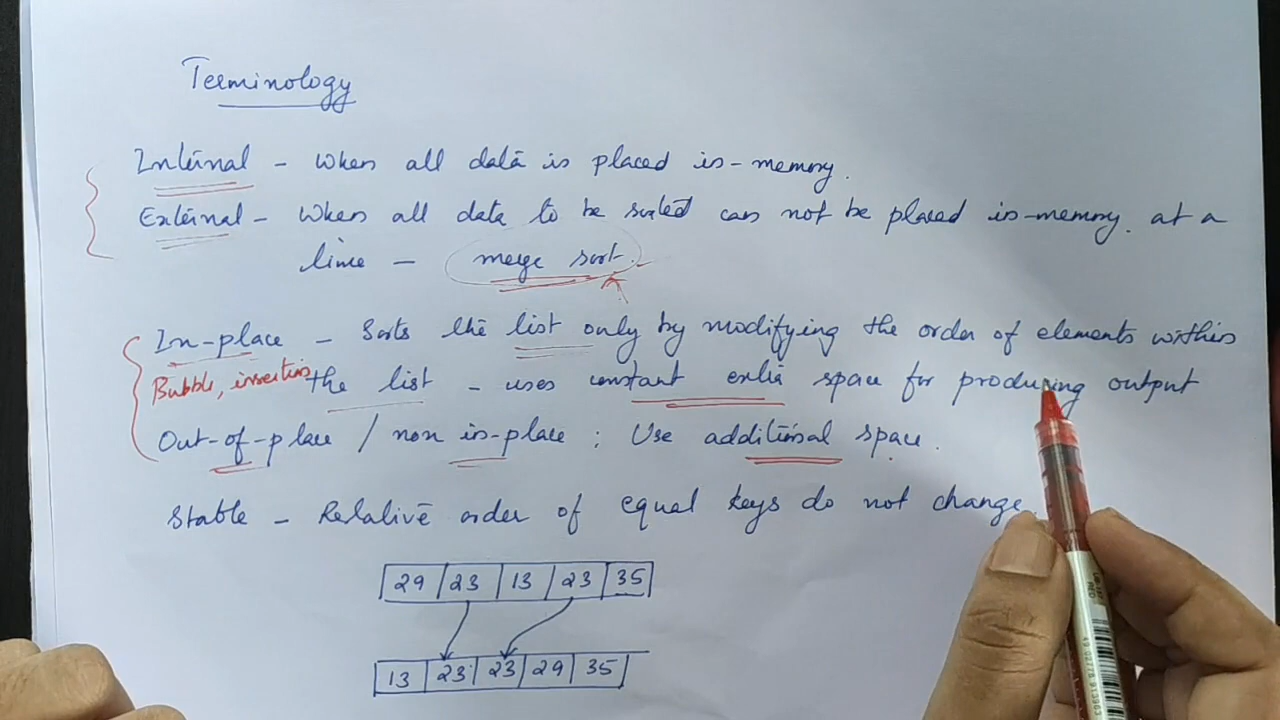 Terminology
Internal - When all data is placed in-memory.
External - When all data to be sorted can not be placed in-memory. at a
time - merge sort.
In-place - Sorts the list only by modifying the order of elements within
Bubble, insertion the list - uses constant extra space for producing output
Out-of-place / non in-place : Use additional space.
Stable - Relative order of equal keys do not change.
29 23 13 23 35
13 23 23 29 35